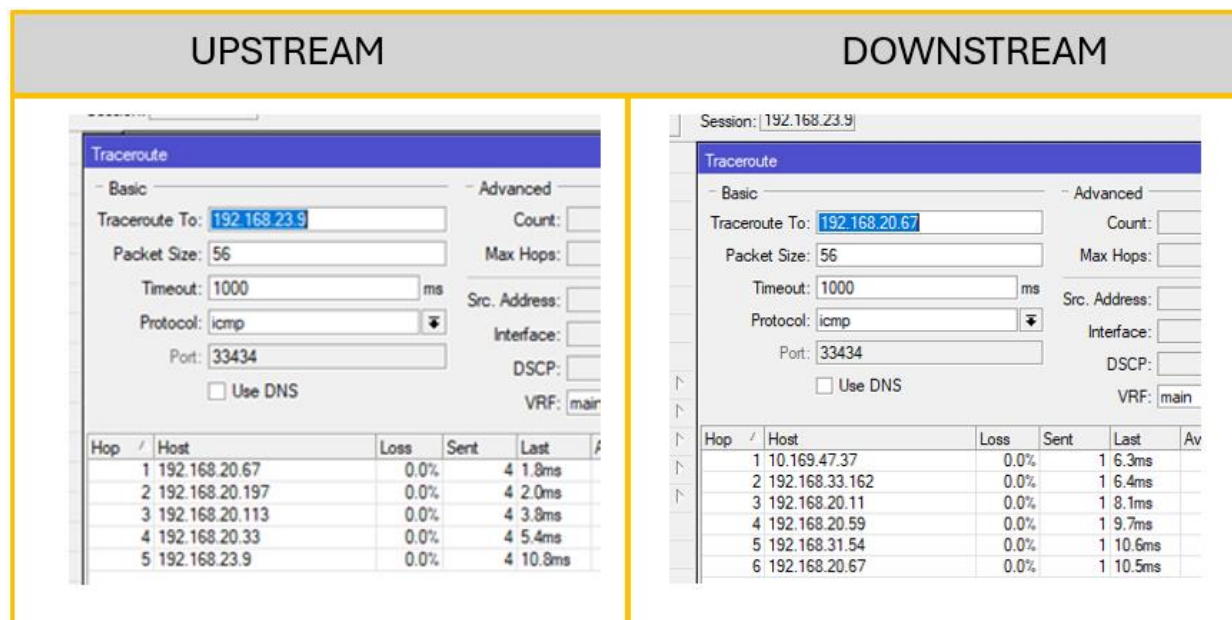 UPSTREAM
DOWNSTREAM
Traceroute
Basic
Advanced
Traceroute To: 192.168.23.9
Count:
Packet Size: 56
Max Hops:
Timeout: 1000 ms
Src. Address:
Protocol: icmp
Interface:
Port: 33434
DSCP:
Use DNS
VRF: main
Hop Host Loss Sent Last
1 192.168.20.67 0.0% 4 1.8ms
2 192.168.20.197 0.0% 4 2.0ms
3 192.168.20.113 0.0% 4 3.8ms
4 192.168.20.33 0.0% 4 5.4ms
5 192.168.23.9 0.0% 4 10.8ms
Session: 192.168.23.9
Traceroute
Basic
Advanced
Traceroute To: 192.168.20.67
Count:
Packet Size: 56
Max Hops:
Timeout: 1000 ms
Src. Address:
Protocol: icmp
Interface:
Port: 33434
DSCP:
Use DNS
VRF: main
Hop Host Loss Sent Last Av
1 10.169.47.37 0.0% 1 6.3ms
2 192.168.33.162 0.0% 1 6.4ms
3 192.168.20.11 0.0% 1 8.1ms
4 192.168.20.59 0.0% 1 9.7ms
5 192.168.31.54 0.0% 1 10.6ms
6 192.168.20.67 0.0% 1 10.5ms